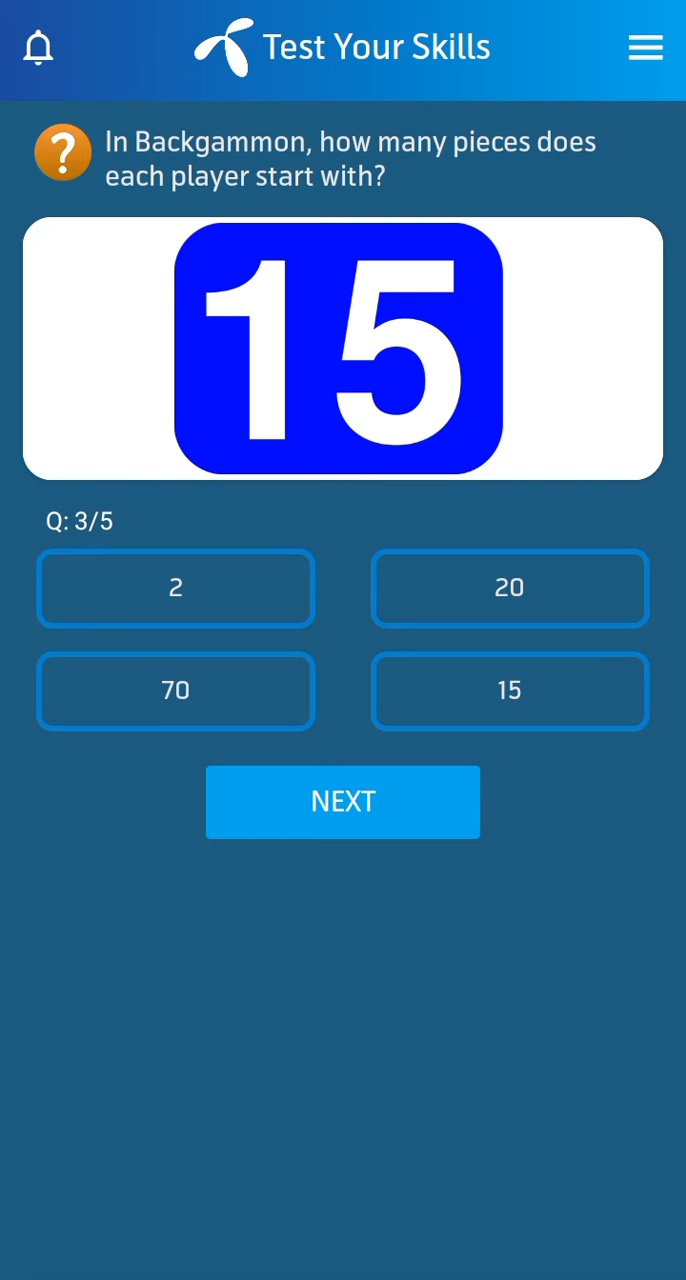 Test Your Skills
In Backgammon, how many pieces does
each player start with?
15
Q: 3/5
2
20
70
15
NEXT